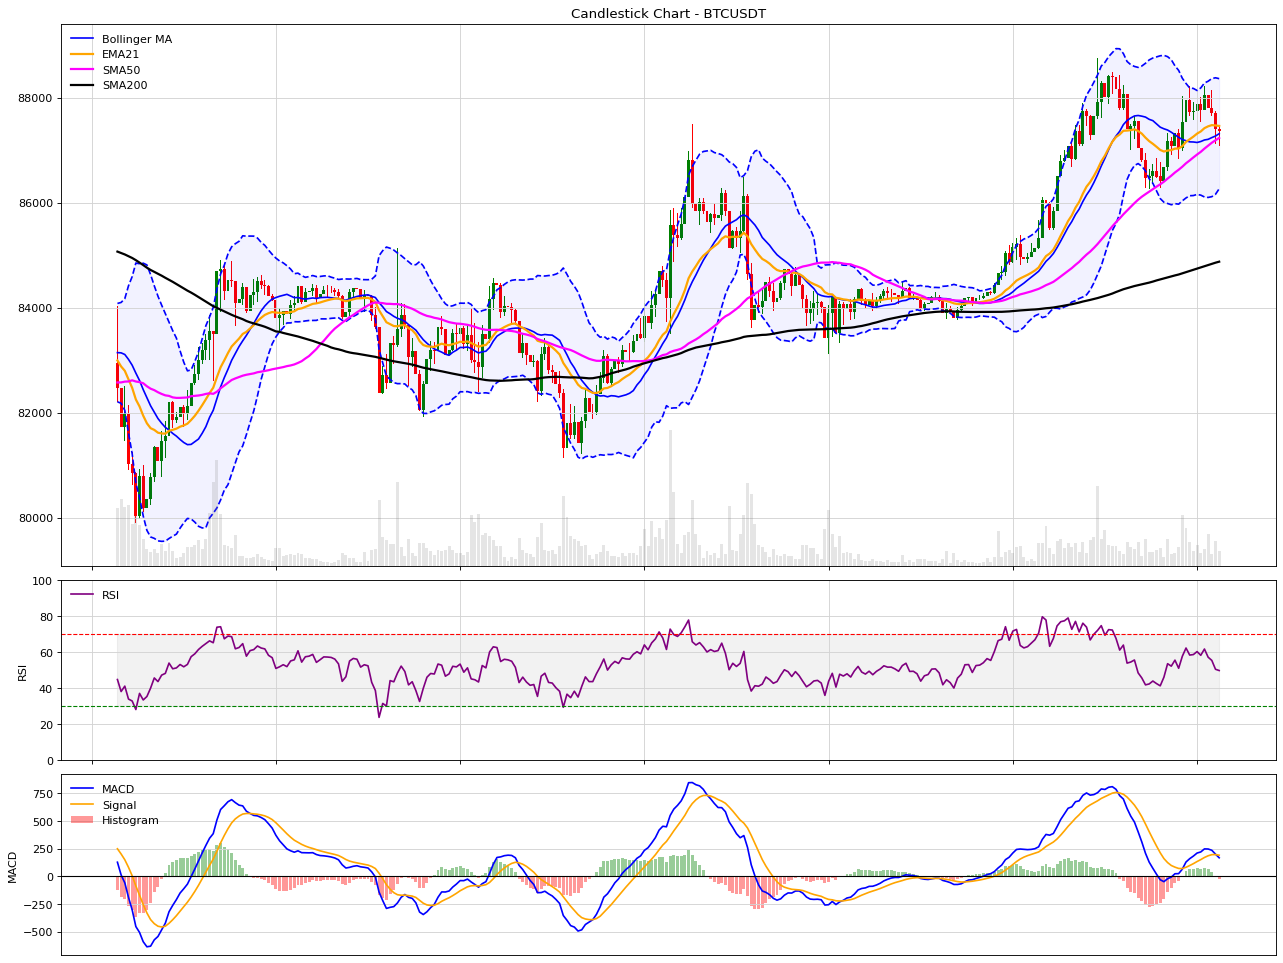 Candlestick Chart - BTCUSDT
Bollinger MA
EMA21
SMA50
SMA200
88000
86000
84000
82000
80000
RSI
100
80
60
40
20
0
RSI
MACD
Signal
Histogram
750
500
250
0
−250
−500
MACD